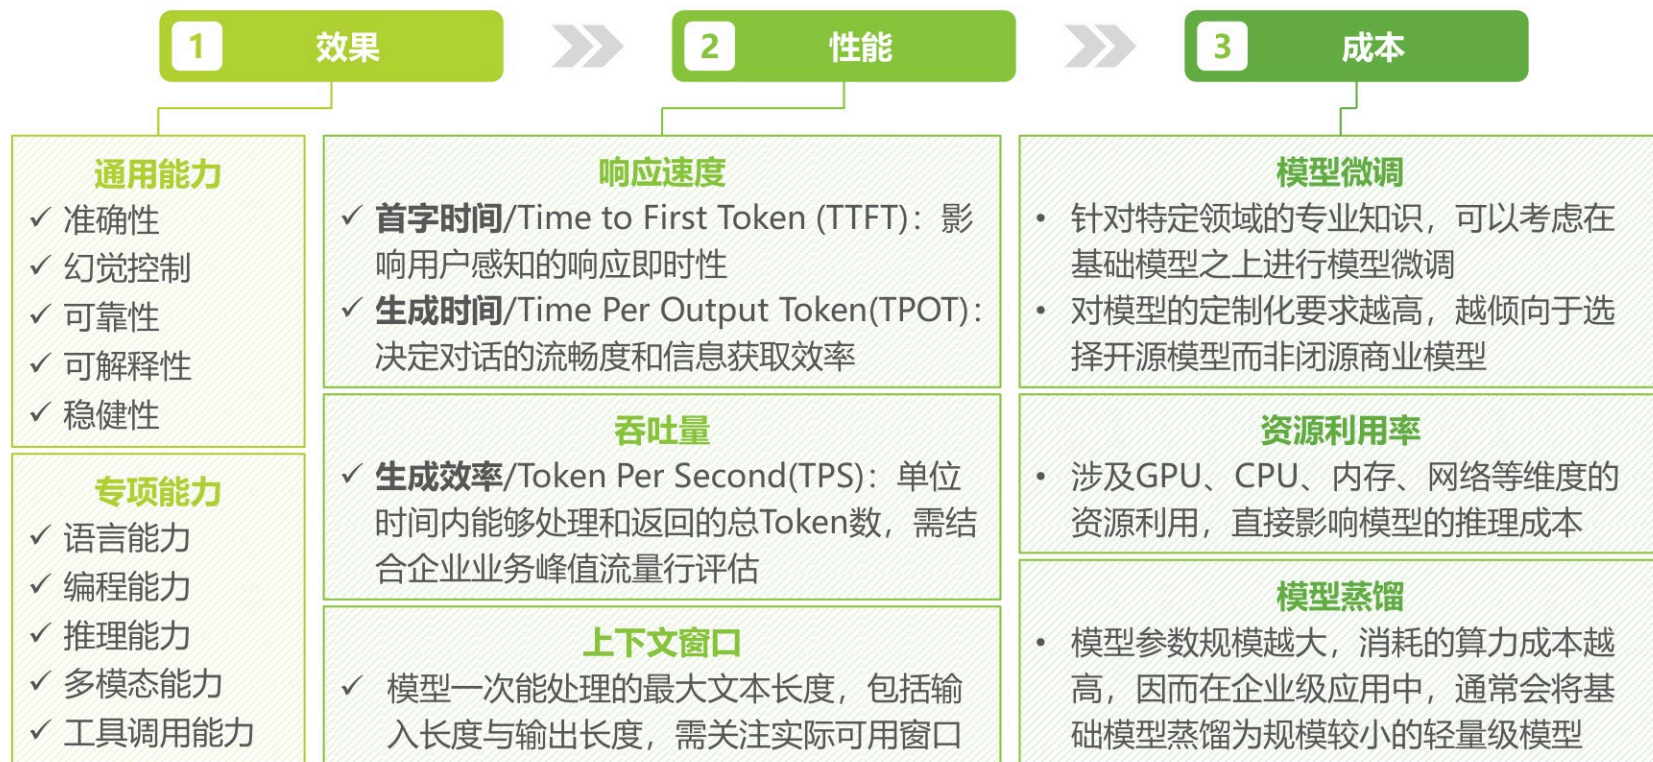 1 效果
2 性能
3 成本
通用能力
✓ 准确性
✓ 幻觉控制
✓ 可靠性
✓ 可解释性
✓ 稳健性
专项能力
✓ 语言能力
✓ 编程能力
✓ 推理能力
✓ 多模态能力
✓ 工具调用能力
响应速度
✓ 首字时间/Time to First Token (TTFT)：影
响用户感知的响应即时性
✓ 生成时间/Time Per Output Token(TPOT)：
决定对话的流畅度和信息获取效率
吞吐量
✓ 生成效率/Token Per Second(TPS)：单位
时间内能够处理和返回的总Token数，需结
合企业业务峰值流量行评估
上下文窗口
✓ 模型一次能处理的最大文本长度，包括输
入长度与输出长度，需关注实际可用窗口
模型微调
• 针对特定领域的专业知识，可以考虑在
基础模型之上进行模型微调
• 对模型的定制化要求越高，越倾向于选
择开源模型而非闭源商业模型
资源利用率
• 涉及GPU、CPU、内存、网络等维度的
资源利用，直接影响模型的推理成本
模型蒸馏
• 模型参数规模越大，消耗的算力成本越
高，因而在企业级应用中，通常会将基
础模型蒸馏为规模较小的轻量级模型